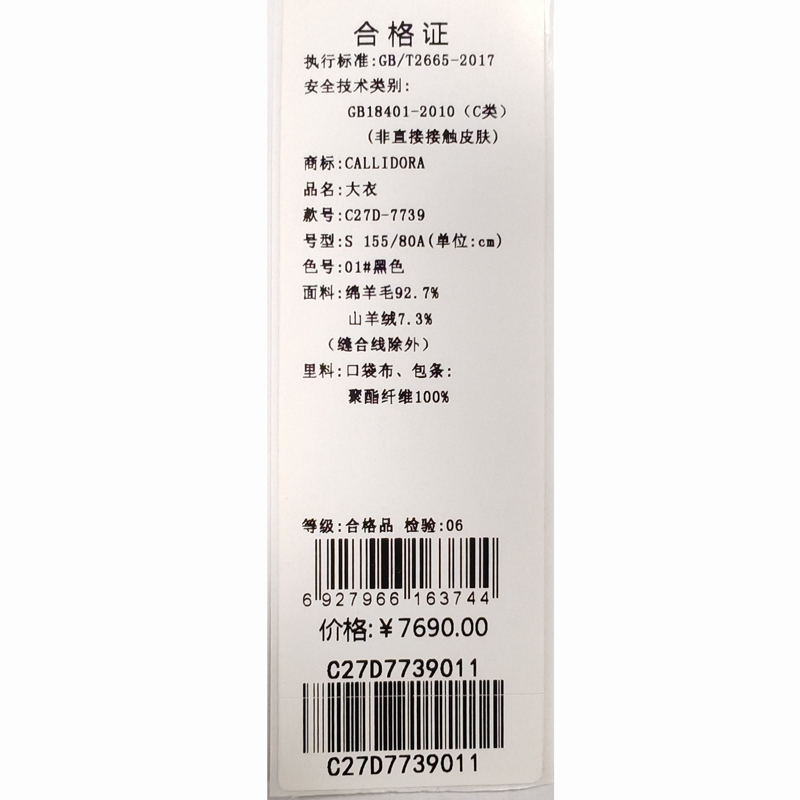 合格证
执行标准:GB/T2665-2017
安全技术类别:
GB18401-2010（C类）
(非直接接触皮肤)
商标:CALLIDORA
品名:大衣
款号:C27D-7739
号型:S 155/80A(单位:cm)
色号:01#黑色
面料:绵羊毛92.7%
山羊绒7.3%
（缝合线除外）
里料:口袋布、包条:
聚酯纤维100%
等级:合格品 检验:06
6 927966 163744
价格:￥7690.00
C27D7739011
C27D7739011